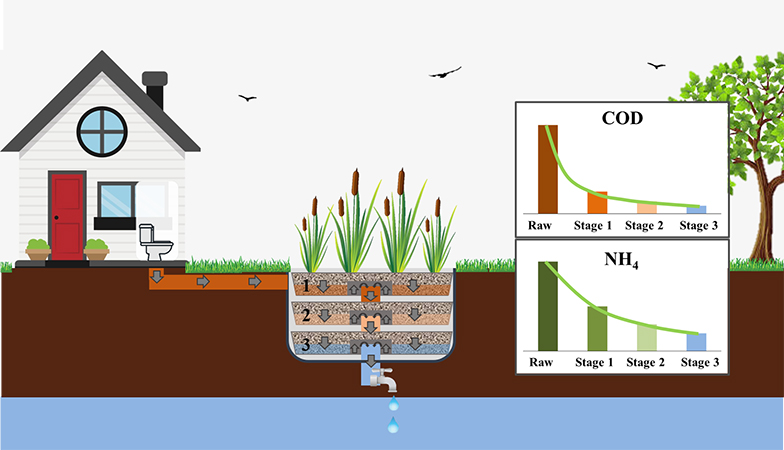 1
2
3
COD
Raw Stage 1 Stage 2 Stage 3
NH₄
Raw Stage 1 Stage 2 Stage 3